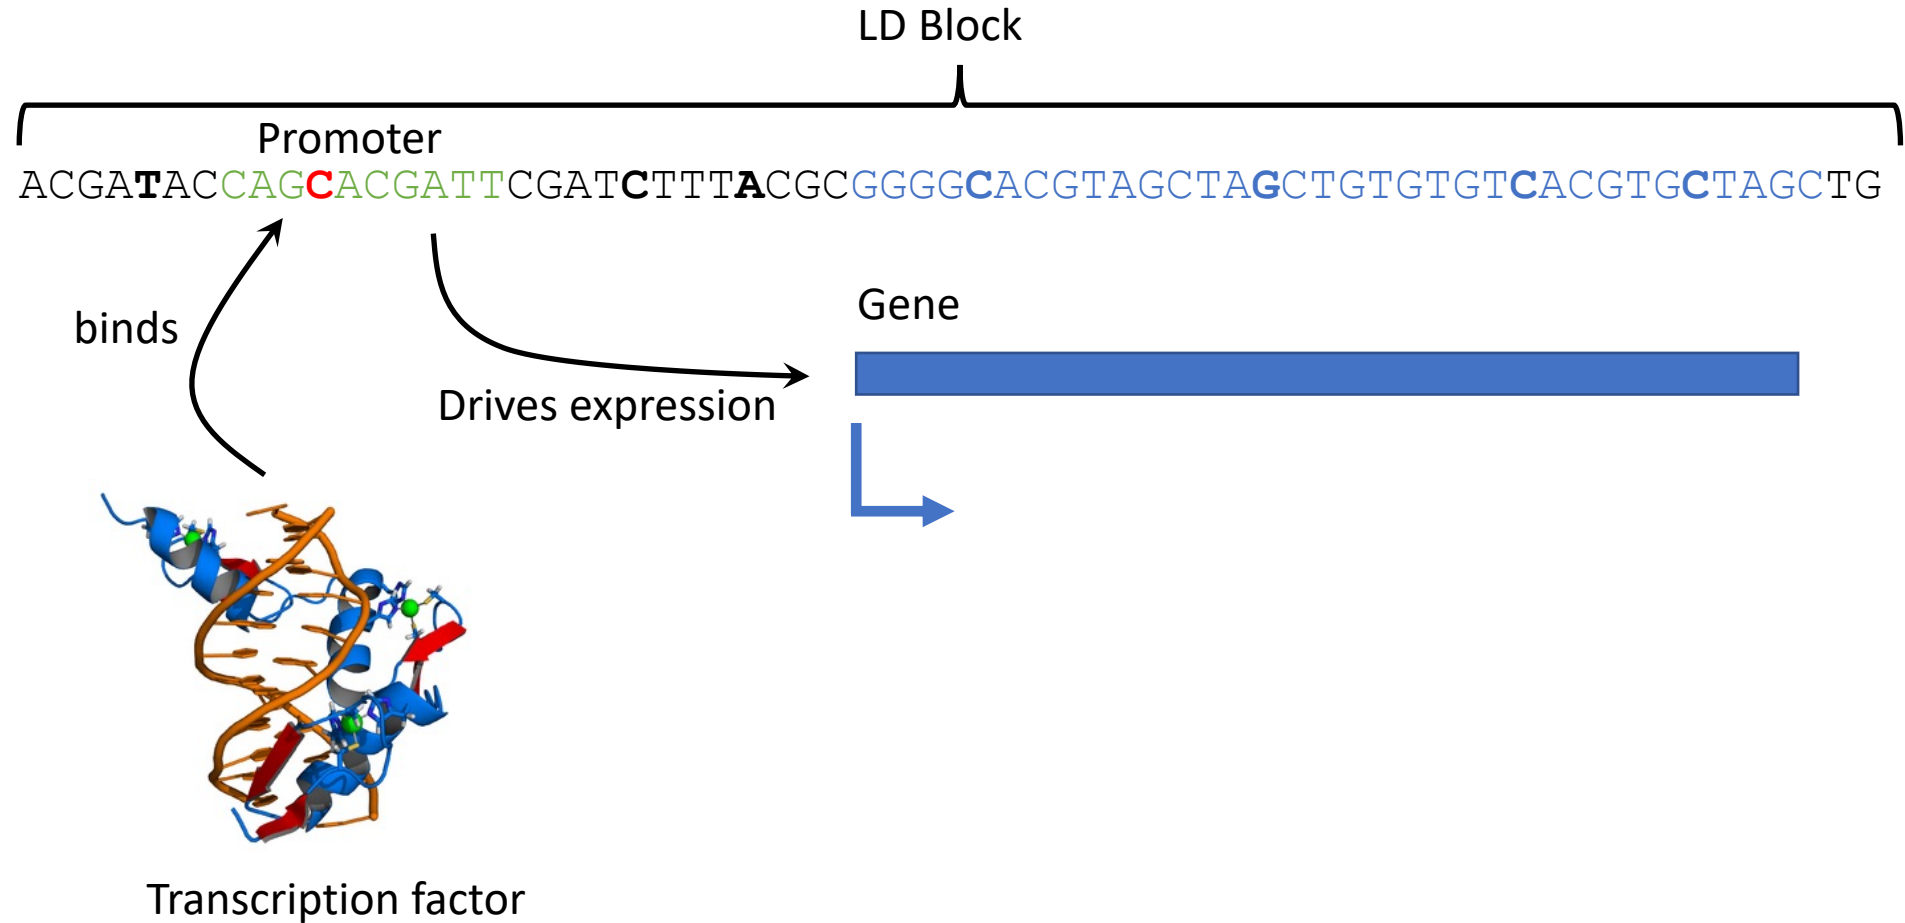 LD Block
Promoter
ACGATACCAGCACGATTCGATCTTTACGCGGGGCACGTAGCTAGCTGTGTGTCACGTGCTAGCTG
binds
Gene
Drives expression
Transcription factor